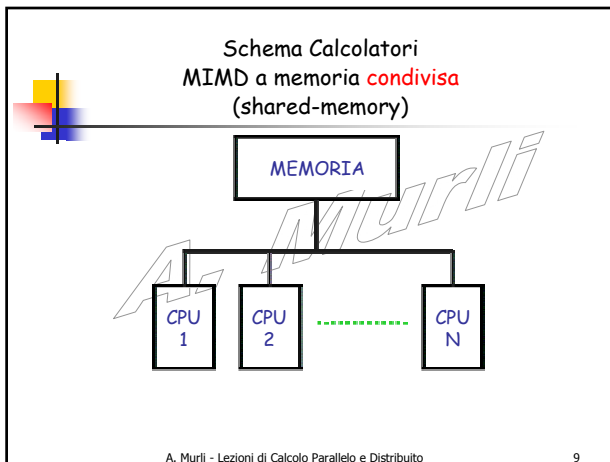 Schema Calcolatori
MIMD a memoria condivisa
(shared-memory)
MEMORIA
A. Murli
CPU
1
CPU
2
CPU
N
A. Murli - Lezioni di Calcolo Parallelo e Distribuito
9